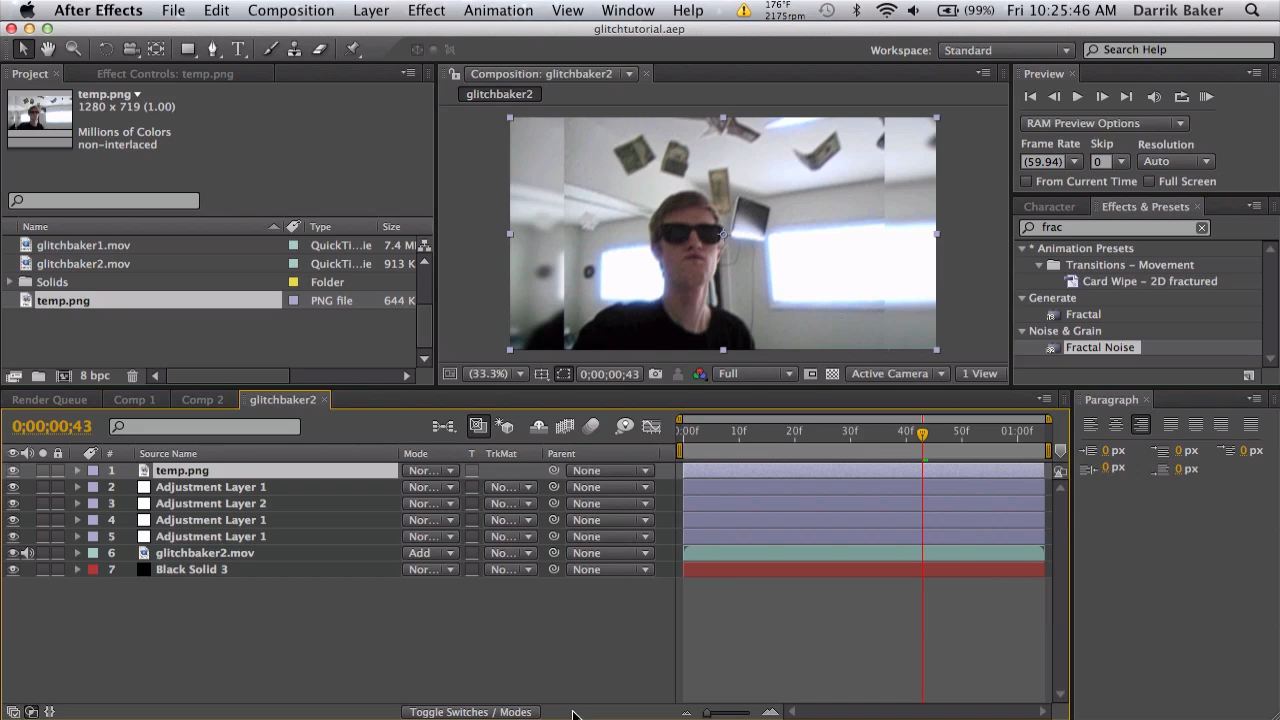 After Effects File Edit Composition Layer Effect Animation View Window Help 176°F 2175rpm (99%) Fri 10:25:46 AM Darrik Baker
glitchtutorial.aep
T Workspace: Standard Search Help
Project Effect Controls: temp.png
temp.png▼
1280 x 719 (1.00)
Millions of Colors
non-interlaced
Name Type Size
glitchbaker1.mov QuickTi...ie 7.4 M
glitchbaker2.mov QuickTi...ie 913 K
Solids Folder
temp.png PNG file 644 K
8 bpc
Composition: glitchbaker2
glitchbaker2
(33.3%) 0;00;00;43 Full Active Camera 1 View
Preview
RAM Preview Options
Frame Rate Skip Resolution
(59.94) 0 Auto
From Current Time Full Screen
Character Effects & Presets
frac
* Animation Presets
Transitions – Movement
Card Wipe – 2D fractured
Generate
Fractal
Noise & Grain
Fractal Noise
Render Queue Comp 1 Comp 2 glitchbaker2
0;00;00;43
:00f 10f 20f 30f 40f 50f 01:00f
# Source Name Mode T TrkMat Parent
1 temp.png Nor... None
2 Adjustment Layer 1 Nor... No... None
3 Adjustment Layer 2 Nor... No... None
4 Adjustment Layer 1 Nor... No... None
5 Adjustment Layer 1 Nor... No... None
6 glitchbaker2.mov Add No... None
7 Black Solid 3 Nor... No... None
Toggle Switches / Modes
Paragraph
0 px 0 px 0 px
0 px 0 px